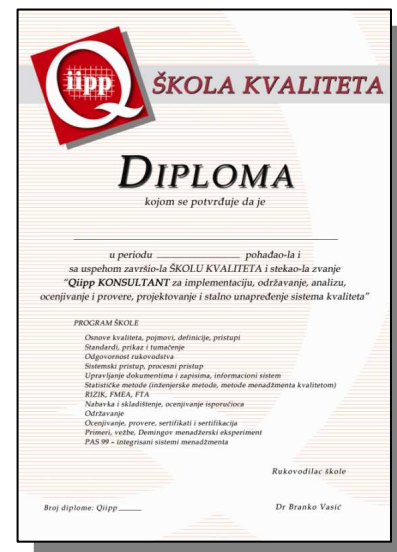 iipp
ŠKOLA KVALITETA
DIPLOMA
kojom se potvrđuje da je
u periodu ________________ pohađao-la i
sa uspehom završio-la ŠKOLU KVALITETA i stekao-la zvanje
“Qiipp KONSULTANT za implementaciju, održavanje, analizu,
ocenjivanje i provere, projektovanje i stalno unapređenje sistema kvaliteta”
PROGRAM ŠKOLE
Osnove kvaliteta, pojmovi, definicije, pristupi
Standardi, prikaz i tumačenje
Odgovornost rukovodstva
Sistemski pristup, procesni pristup
Upravljanje dokumentima i zapisima, informacioni sistem
Statističke metode (inženjerske metode, metode menadžmenta kvalitetom)
RIZIK, FMEA, FTA
Nabavka i skladištenje, ocenjivanje isporučioca
Održavanje
Ocenjivanje, provere, sertifikati i sertifikacija
Primeri, vežbe, Demingov menadžerski eksperiment
PAS 99 – integrisani sistemi menadžmenta
Rukovodilac škole
Broj diplome: Qiipp_____ Dr Branko Vasić